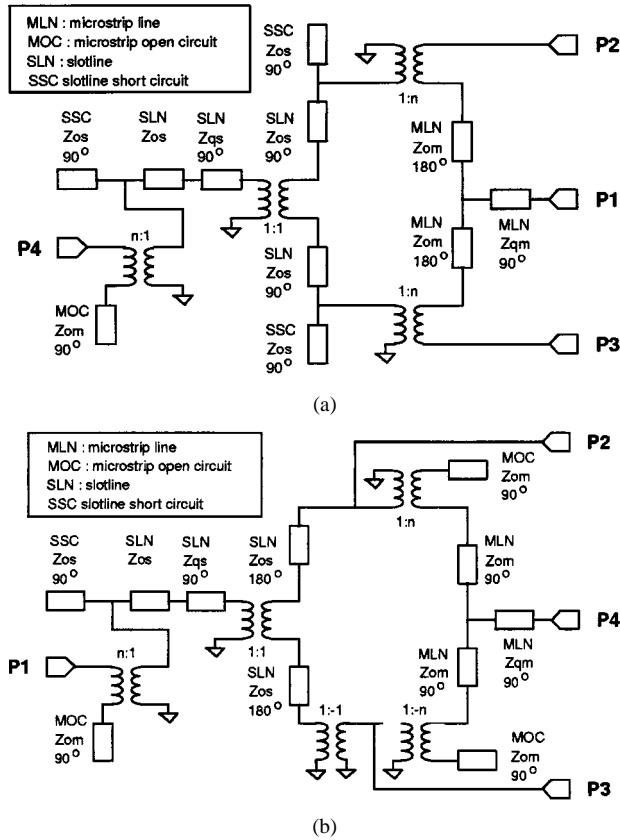 MLN : microstrip line
MOC : microstrip open circuit
SLN : slotline
SSC slotline short circuit
SSC
Zos
90°
P2
1:n
SSC
Zos
90°
SLN
Zos
SLN
Zqs
90°
SLN
Zos
90°
MLN
Zom
180°
P1
MLN
Zqm
90°
1:1
P4
n:1
MOC
Zom
90°
SLN
Zos
90°
MLN
Zom
180°
1:n
SSC
Zos
90°
P3
(a)
MLN : microstrip line
MOC : microstrip open circuit
SLN : slotline
SSC slotline short circuit
P2
MOC
Zom
90°
1:n
SSC
Zos
90°
SLN
Zos
SLN
Zqs
90°
SLN
Zos
180°
MLN
Zom
90°
P4
MLN
Zqm
90°
1:1
P1
n:1
MOC
Zom
90°
SLN
Zos
180°
MLN
Zom
90°
1:-1
1:-n
MOC
Zom
90°
P3
(b)